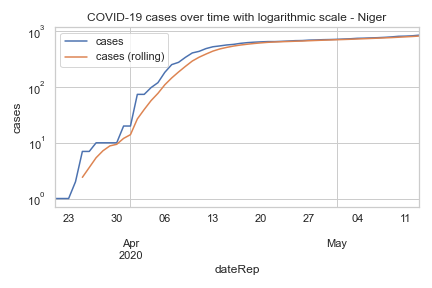 COVID-19 cases over time with logarithmic scale - Niger
cases
cases (rolling)
10³
10²
10¹
10⁰
cases
23 30 06 13 20 27 04 11
Apr May
2020
dateRep